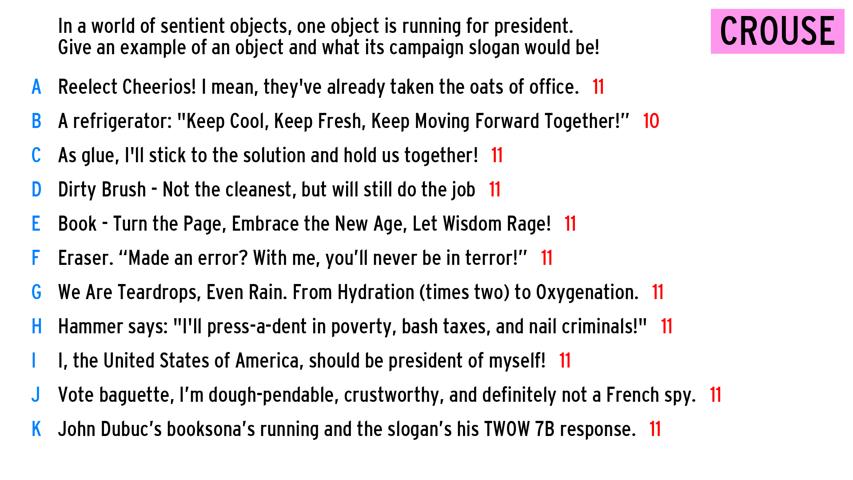 In a world of sentient objects, one object is running for president.
Give an example of an object and what its campaign slogan would be!
CROUSE
A Reelect Cheerios! I mean, they've already taken the oats of office. 11
B A refrigerator: "Keep Cool, Keep Fresh, Keep Moving Forward Together!” 10
C As glue, I'll stick to the solution and hold us together! 11
D Dirty Brush - Not the cleanest, but will still do the job 11
E Book - Turn the Page, Embrace the New Age, Let Wisdom Rage! 11
F Eraser. “Made an error? With me, you’ll never be in terror!” 11
G We Are Teardrops, Even Rain. From Hydration (times two) to Oxygenation. 11
H Hammer says: "I'll press-a-dent in poverty, bash taxes, and nail criminals!" 11
I I, the United States of America, should be president of myself! 11
J Vote baguette, I’m dough-pendable, crustworthy, and definitely not a French spy. 11
K John Dubuc’s booksona’s running and the slogan’s his TWOW 7B response. 11